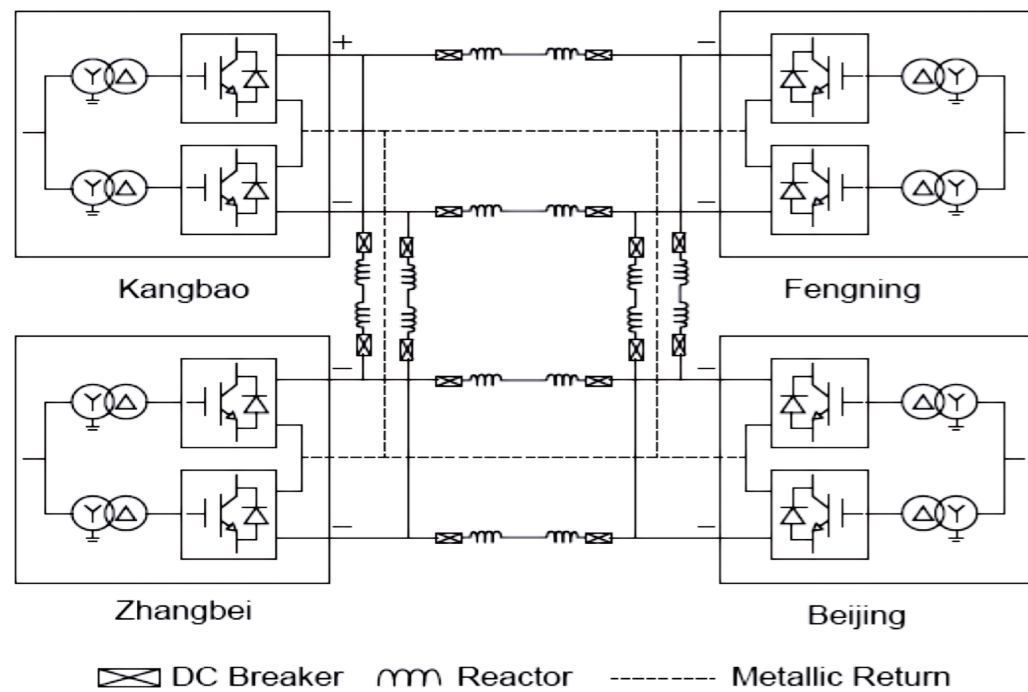 + −
Y △ △ Y
Y △ − − △ Y
Kangbao Fengning
− −
Y △ △ Y
Y △ − − △ Y
Zhangbei Beijing
DC Breaker Reactor Metallic Return